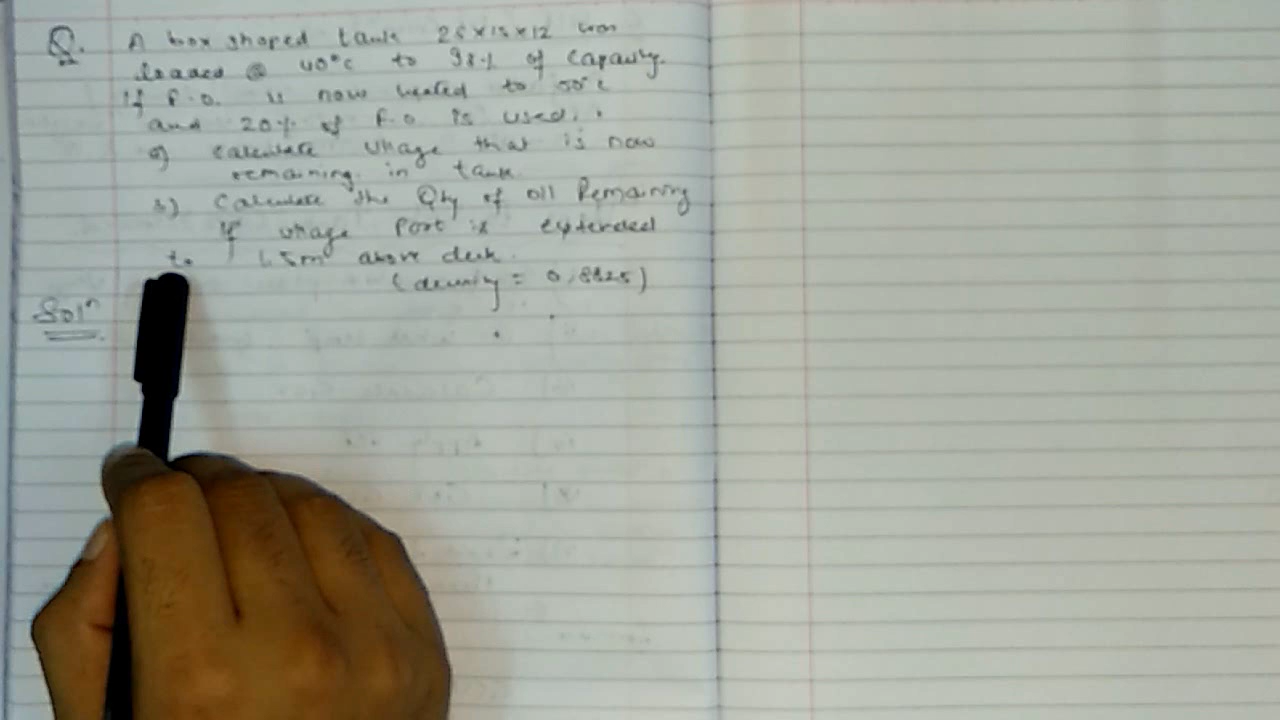 Q. A box shaped tank 25×15×12 was
loaded @ 40°c to 98% of capacity.
If F.O. is now heated to 50°c
and 20% of F.O is used.
a) calculate ullage that is now
remaining in tank
b) Calculate the Qty of oil Remaining
If ullage Port is extended
to 1.5m above deck.
(density = 0.8825)
Solⁿ